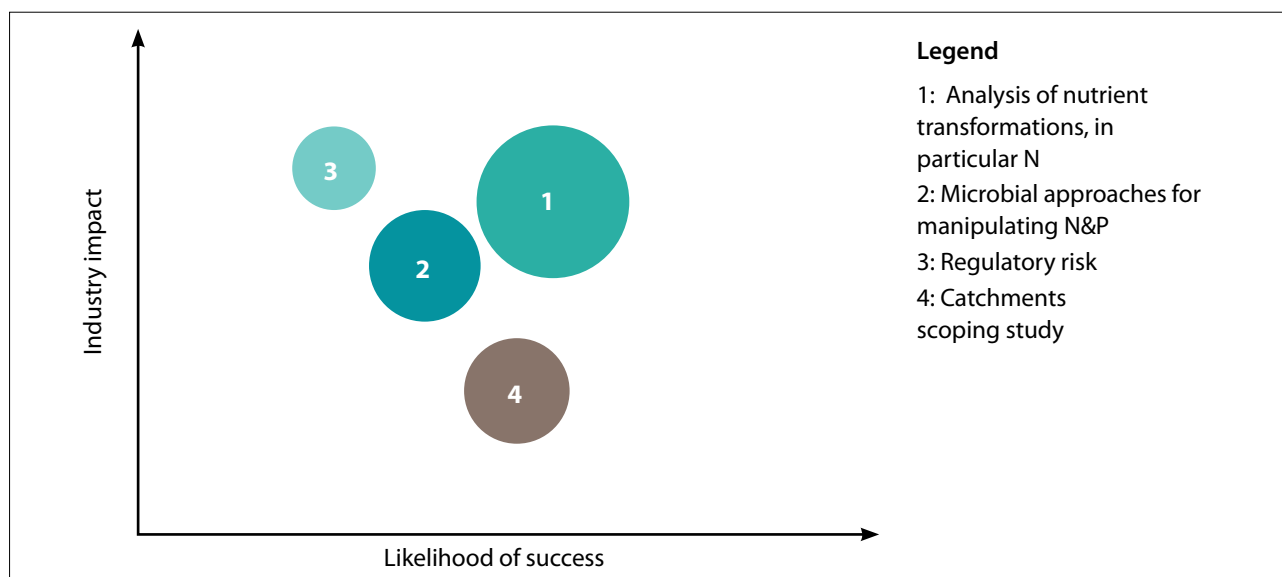 Industry impact
3
1
2
4
Likelihood of success
Legend
1: Analysis of nutrient
transformations, in
particular N
2: Microbial approaches for
manipulating N&P
3: Regulatory risk
4: Catchments
scoping study